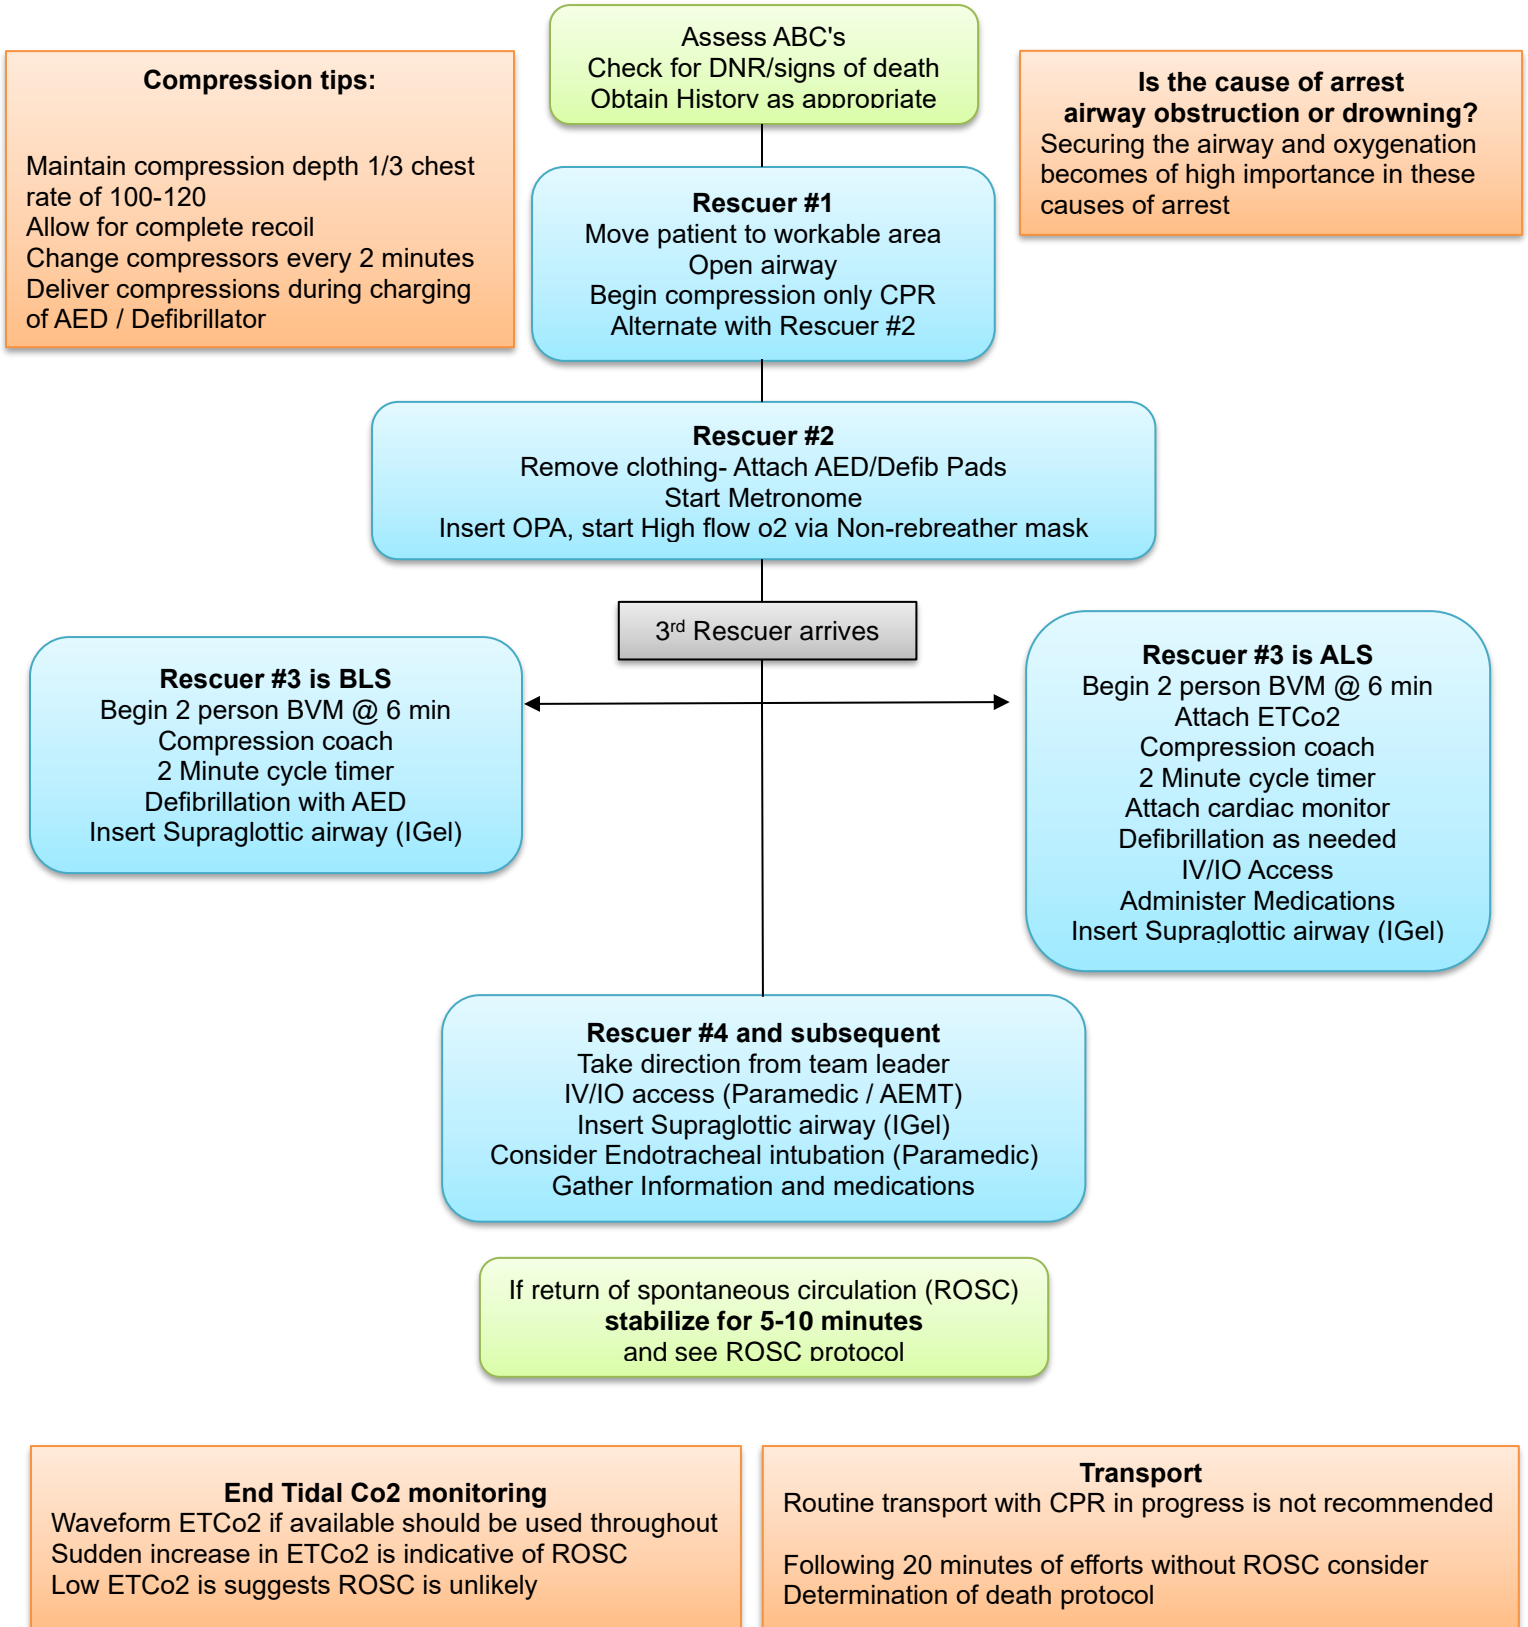 Assess ABC's
Check for DNR/signs of death
Obtain History as appropriate
Compression tips:
Maintain compression depth 1/3 chest
rate of 100-120
Allow for complete recoil
Change compressors every 2 minutes
Deliver compressions during charging
of AED / Defibrillator
Is the cause of arrest
airway obstruction or drowning?
Securing the airway and oxygenation
becomes of high importance in these
causes of arrest
Rescuer #1
Move patient to workable area
Open airway
Begin compression only CPR
Alternate with Rescuer #2
Rescuer #2
Remove clothing- Attach AED/Defib Pads
Start Metronome
Insert OPA, start High flow o2 via Non-rebreather mask
3rd Rescuer arrives
Rescuer #3 is BLS
Begin 2 person BVM @ 6 min
Compression coach
2 Minute cycle timer
Defibrillation with AED
Insert Supraglottic airway (IGel)
Rescuer #3 is ALS
Begin 2 person BVM @ 6 min
Attach ETCo2
Compression coach
2 Minute cycle timer
Attach cardiac monitor
Defibrillation as needed
IV/IO Access
Administer Medications
Insert Supraglottic airway (IGel)
Rescuer #4 and subsequent
Take direction from team leader
IV/IO access (Paramedic / AEMT)
Insert Supraglottic airway (IGel)
Consider Endotracheal intubation (Paramedic)
Gather Information and medications
If return of spontaneous circulation (ROSC)
stabilize for 5-10 minutes
and see ROSC protocol
End Tidal Co2 monitoring
Waveform ETCo2 if available should be used throughout
Sudden increase in ETCo2 is indicative of ROSC
Low ETCo2 is suggests ROSC is unlikely
Transport
Routine transport with CPR in progress is not recommended
Following 20 minutes of efforts without ROSC consider
Determination of death protocol